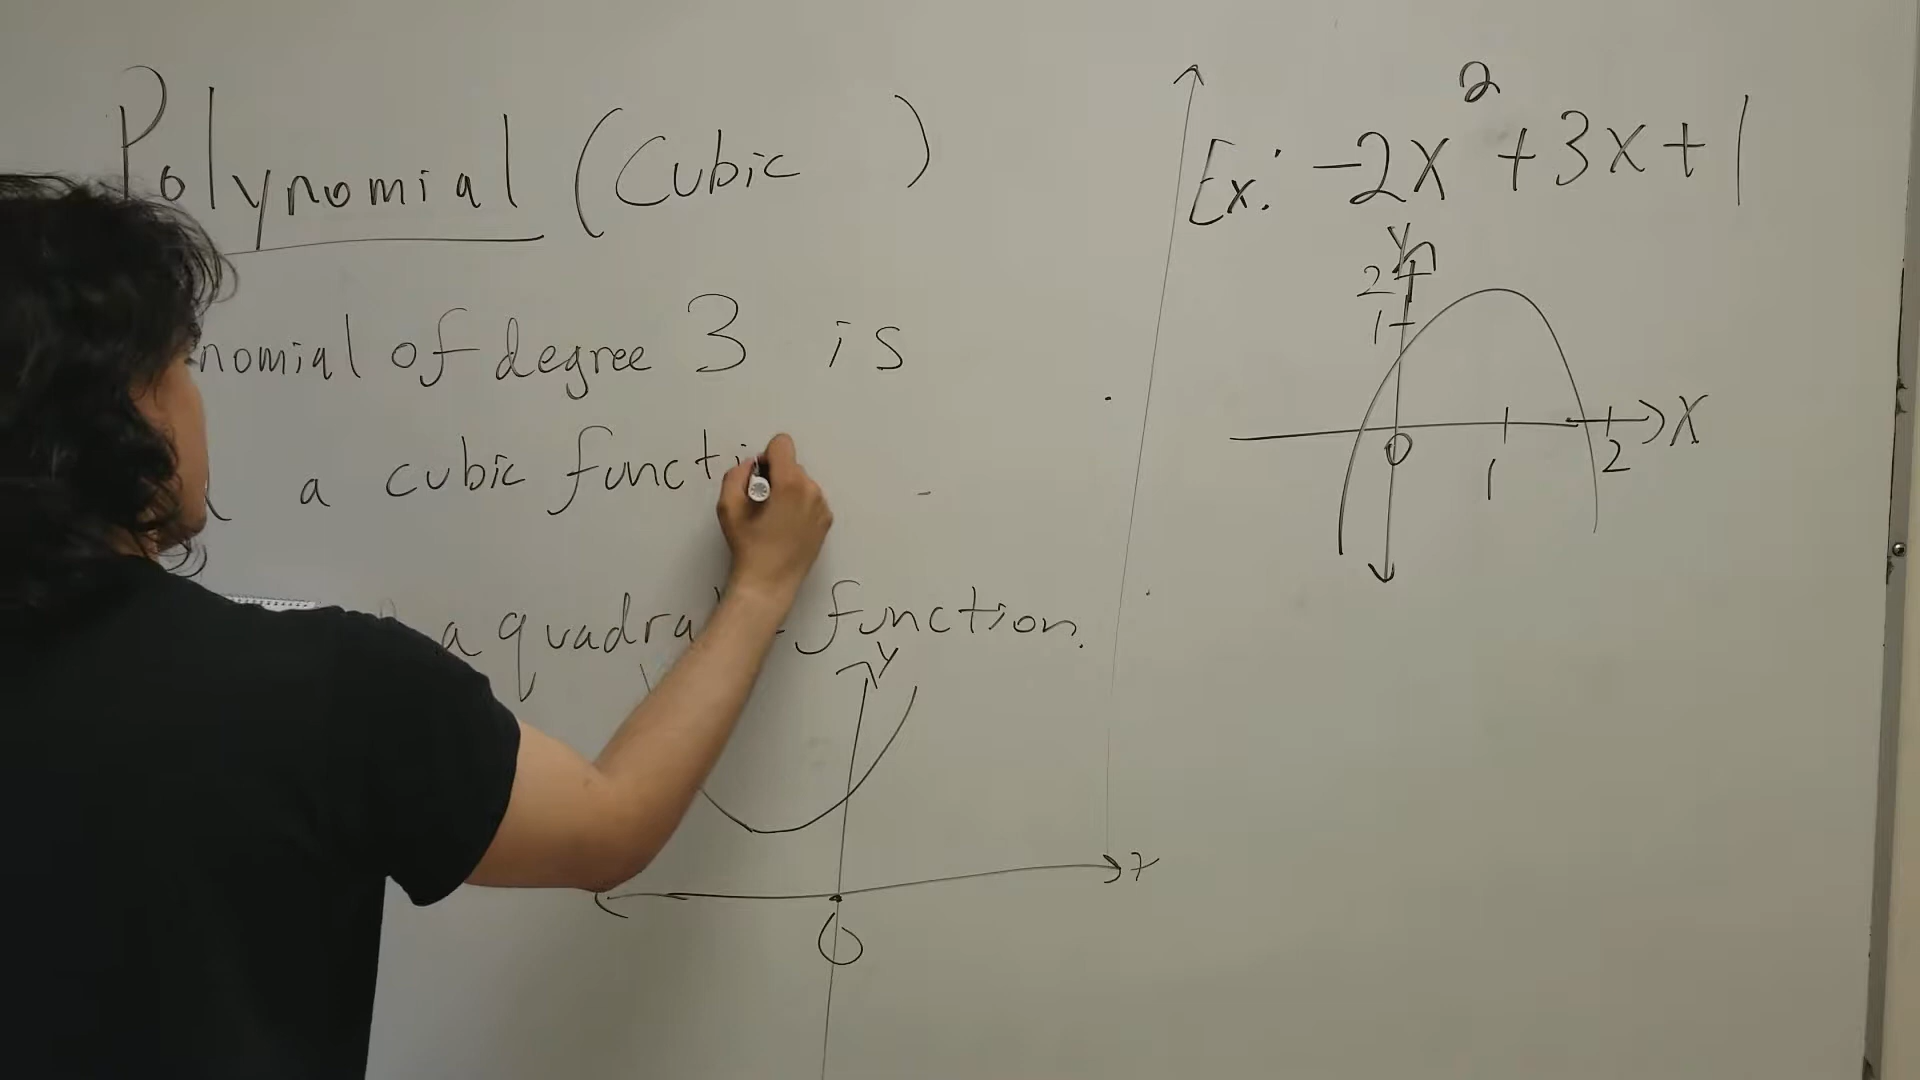 Polynomial (Cubic )
nomial of degree 3 is
a cubic functi
a quadra function.
y
x
0
Ex: -2x² +3x+1
y
2
1
0 1 2 x